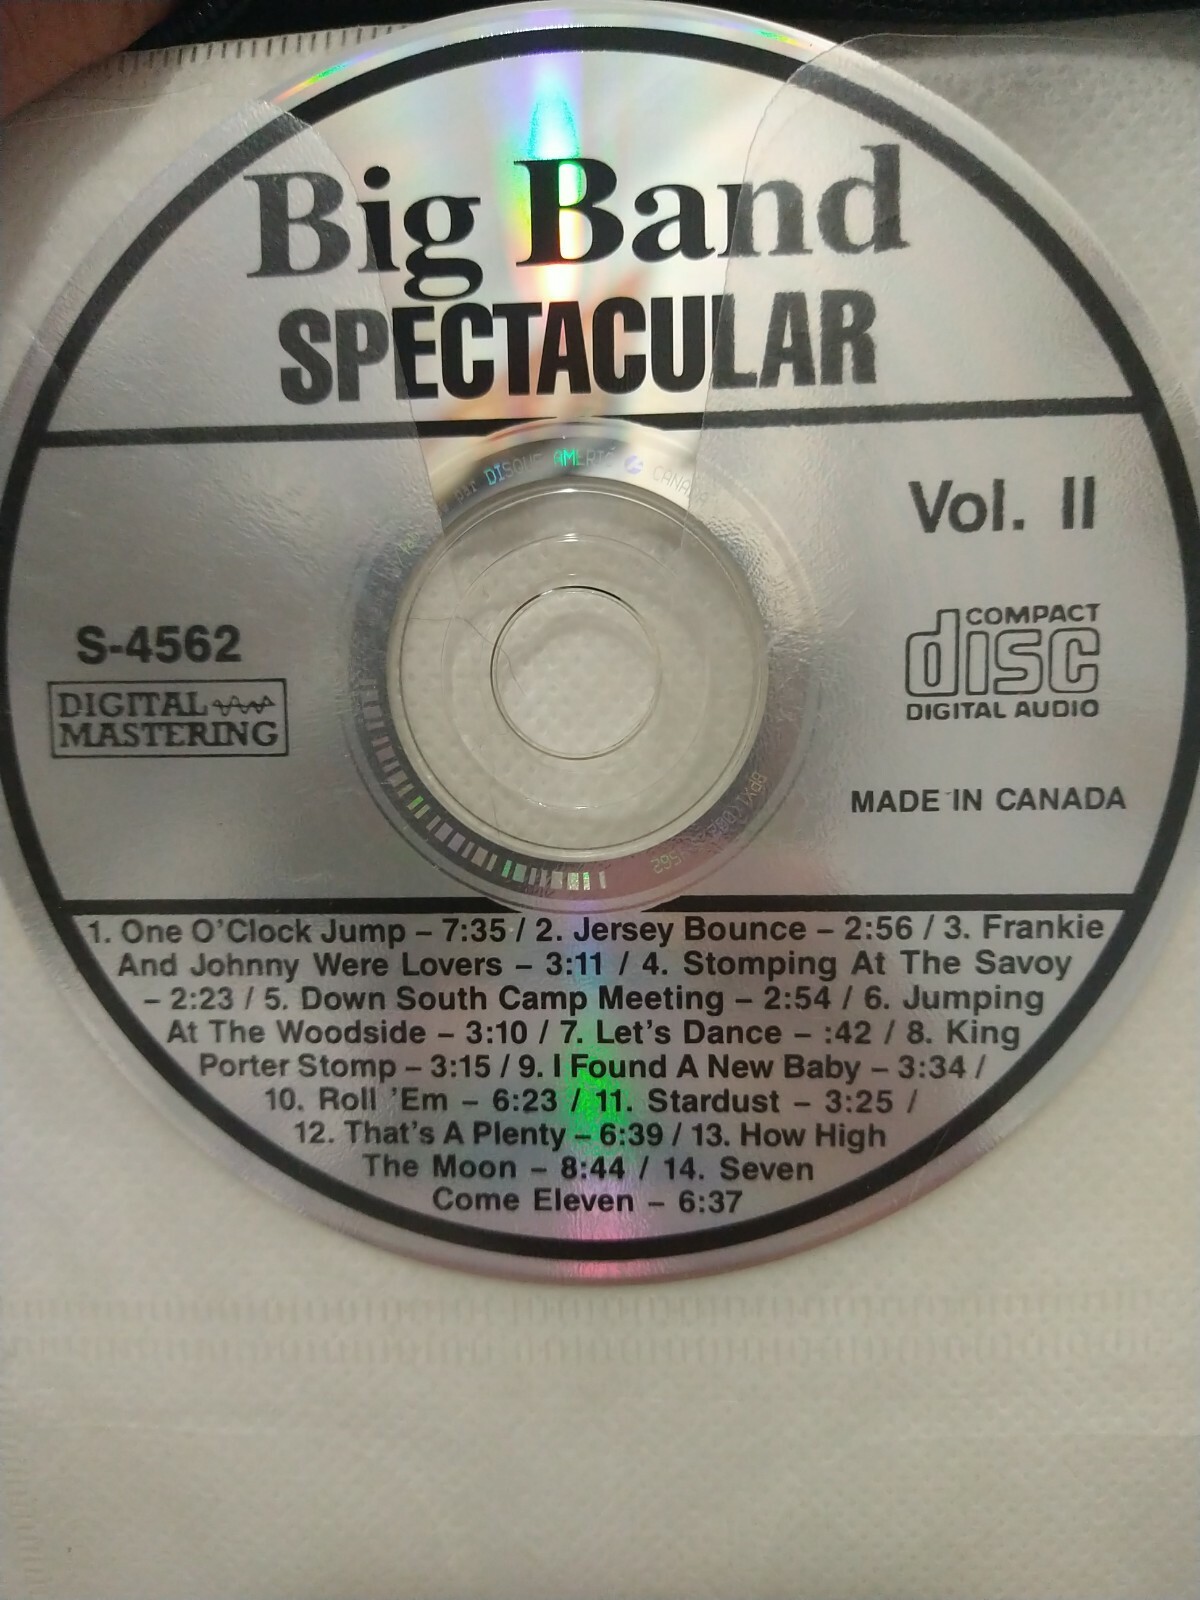 Big Band
SPECTACULAR
DISQUE AMERIC CANADA
Vol. II
S-4562
DIGITAL
MASTERING
COMPACT
disc
DIGITAL AUDIO
MADE IN CANADA
1. One O'Clock Jump – 7:35 / 2. Jersey Bounce – 2:56 / 3. Frankie
And Johnny Were Lovers – 3:11 / 4. Stomping At The Savoy
– 2:23 / 5. Down South Camp Meeting – 2:54 / 6. Jumping
At The Woodside – 3:10 / 7. Let's Dance – :42 / 8. King
Porter Stomp – 3:15 / 9. I Found A New Baby – 3:34 /
10. Roll 'Em – 6:23 / 11. Stardust – 3:25 /
12. That's A Plenty – 6:39 / 13. How High
The Moon – 8:44 / 14. Seven
Come Eleven – 6:37